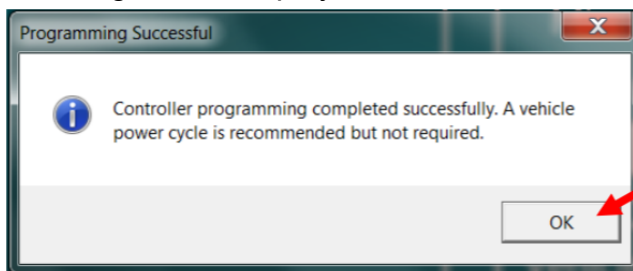 Programming Successful
X
Controller programming completed successfully. A vehicle
power cycle is recommended but not required.
OK